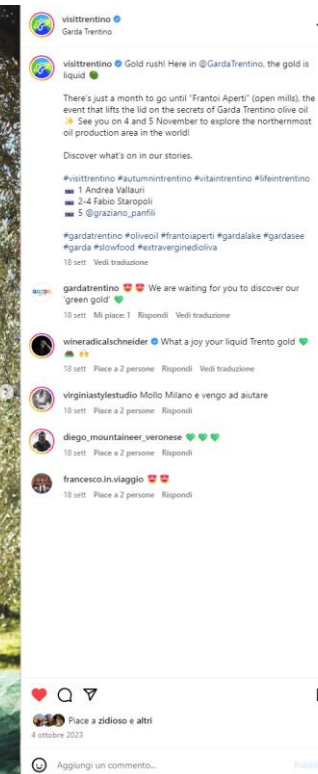 visittrentino
Garda Trentino
visittrentino Gold rush! Here in @GardaTrentino, the gold is
liquid
There's just a month to go until "Frantoi Aperti" (open mills), the
event that lifts the lid on the secrets of Garda Trentino olive oil
See you on 4 and 5 November to explore the northernmost
oil production area in the world!
Discover what's on in our stories.
#visittrentino #autumnintrentino #vitaintrentino #lifeintrentino
1 Andrea Vallauri
2-4 Fabio Staropoli
5 @graziano_panfili
#gardatrentino #oliveoil #frantoiaperti #gardalake #gardasee
#garda #slowfood #extraverginedioliva
18 sett Vedi traduzione
gardatrentino We are waiting for you to discover our
'green gold'
18 sett Mi piace: 1 Rispondi Vedi traduzione
wineradicalschneider What a joy your liquid Trento gold
18 sett Piace a 2 persone Rispondi Vedi traduzione
virginiastylestudio Mollo Milano e vengo ad aiutare
18 sett Piace a 2 persone Rispondi
diego_mountaineer_veronese
18 sett Piace a 2 persone Rispondi
francesco.in.viaggio
18 sett Piace a 2 persone Rispondi
Piace a zidioso e altri
4 ottobre 2023
Aggiungi un commento...